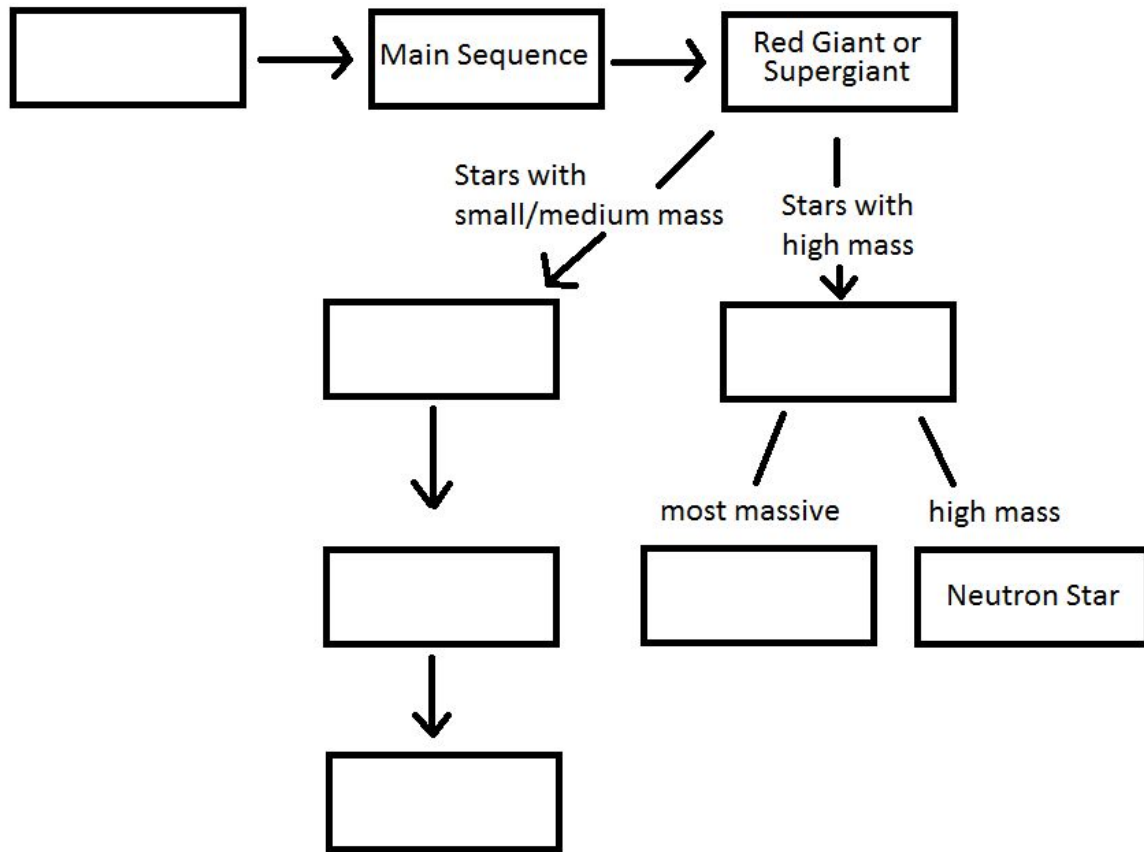 Main Sequence
Red Giant or
Supergiant
Stars with
small/medium mass
Stars with
high mass
most massive
high mass
Neutron Star